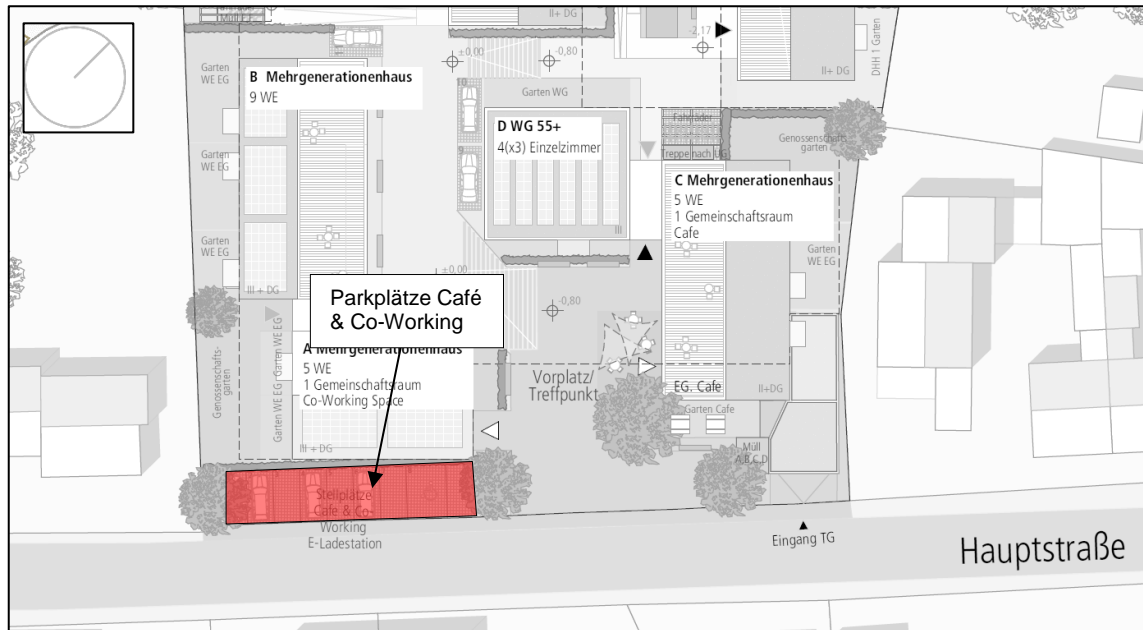 II+ DG
±0,00
-0,80
-2,17
II+ DG
DHH 1 Garten
Garten
WE EG
B Mehrgenerationenhaus
9 WE
Garten WG
D WG 55+
4(x3) Einzelzimmer
III
Fahrräder
Treppe nach UG
Genossenschafts
garten
C Mehrgenerationenhaus
5 WE
1 Gemeinschaftsraum
Cafe
Garten
WE EG
Garten
WE EG
Garten
WE EG
III + DG
±0,00
-0,80
Parkplätze Café
& Co-Working
A Mehrgenerationenhaus
5 WE
1 Gemeinschaftsraum
Co-Working Space
Genossenschafts
garten
Garten WE EG
Garten WE EG
III + DG
Vorplatz/
Treffpunkt
EG. Cafe
II+DG
Garten Cafe
Müll
A,B,C,D
Stellplätze
Cafe & Co-
Working
E-Ladestation
Eingang TG
Hauptstraße